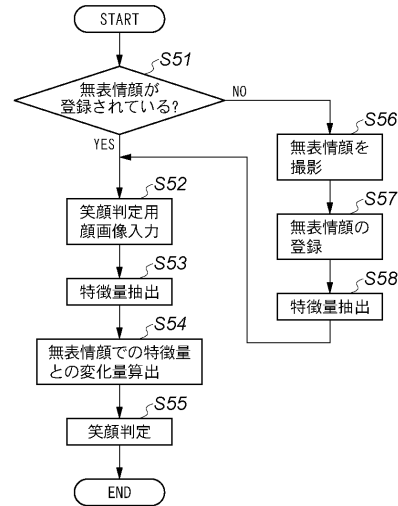 START
S51
無表情顔が
登録されている?
NO
YES
S56
無表情顔を
撮影
S52
笑顔判定用
顔画像入力
S57
無表情顔の
登録
S53
特徴量抽出
S58
特徴量抽出
S54
無表情顔での特徴量
との変化量算出
S55
笑顔判定
END